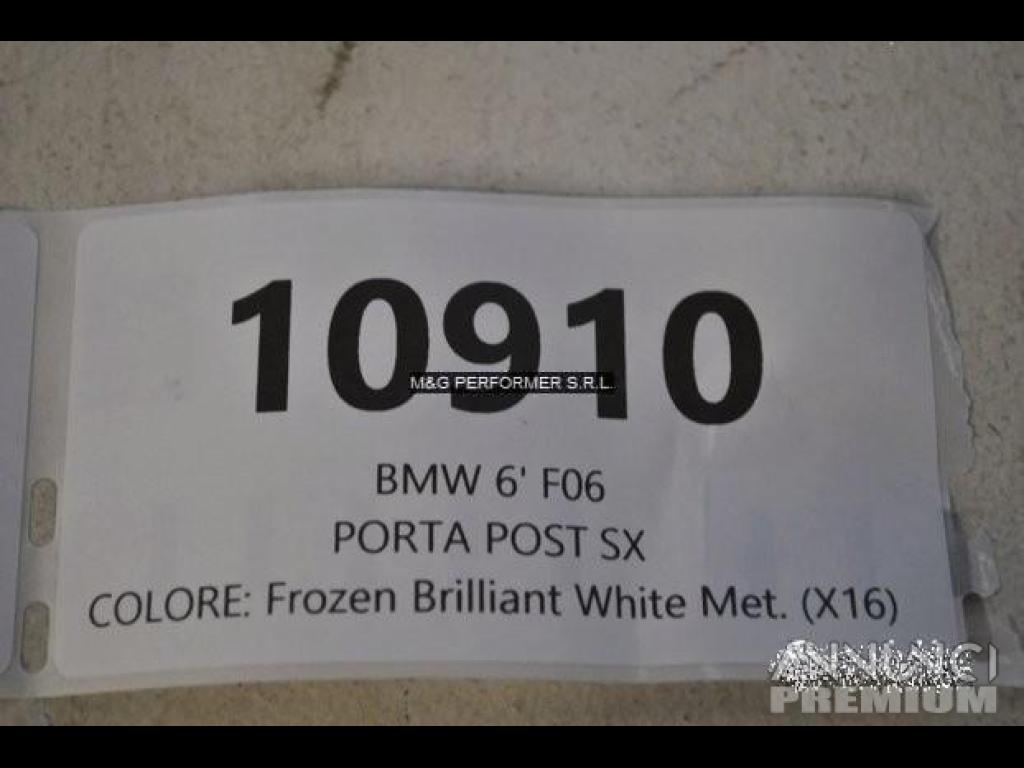 10910
M&G PERFORMER S.R.L.
BMW 6' F06
PORTA POST SX
COLORE: Frozen Brilliant White Met. (X16)
ANNUNCI
PREMIUM